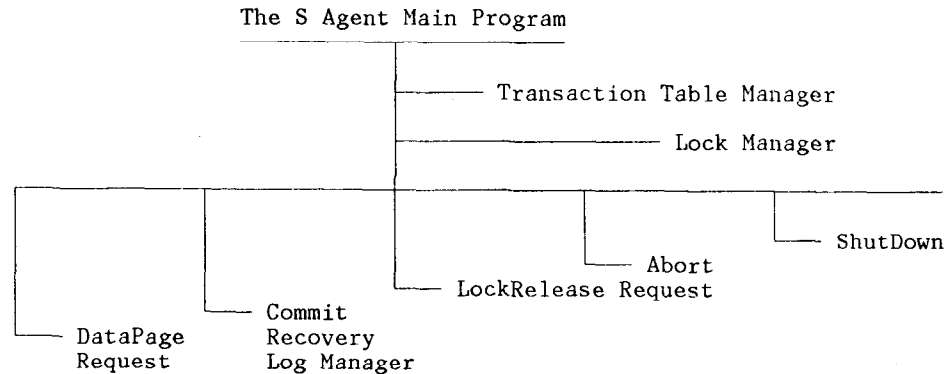 The S Agent Main Program
Transaction Table Manager
Lock Manager
ShutDown
Abort
LockRelease Request
Commit
Recovery
Log Manager
DataPage
Request